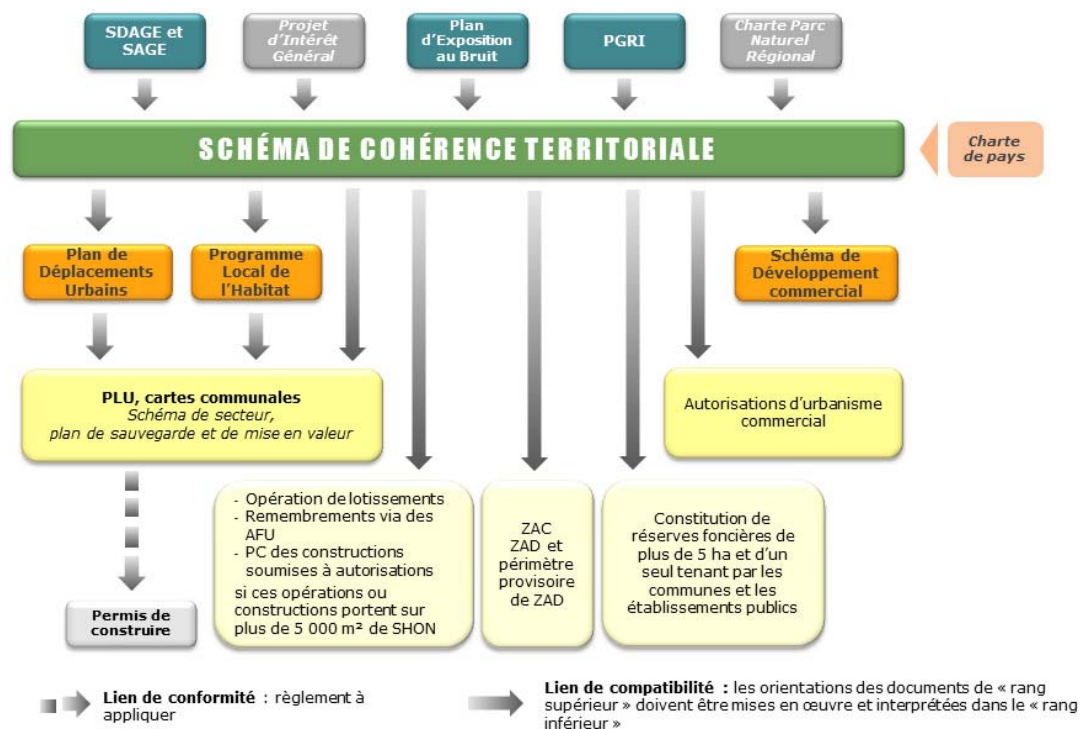 SDAGE et
SAGE
Projet
d'Intérêt
Général
Plan
d'Exposition
au Bruit
PGRI
Charte Parc
Naturel
Régional
SCHÉMA DE COHÉRENCE TERRITORIALE
Charte
de pays
Plan de
Déplacements
Urbains
Programme
Local de
l'Habitat
Schéma de
Développement
commercial
PLU, cartes communales
Schéma de secteur,
plan de sauvegarde et de mise en valeur
Autorisations d'urbanisme
commercial
- Opération de lotissements
- Remembrements via des
AFU
- PC des constructions
soumises à autorisations
si ces opérations ou
constructions portent sur
plus de 5 000 m² de SHON
ZAC
ZAD et
périmètre
provisoire
de ZAD
Constitution de
réserves foncières de
plus de 5 ha et d'un
seul tenant par les
communes et les
établissements publics
Permis de
construire
Lien de conformité : règlement à
appliquer
Lien de compatibilité : les orientations des documents de « rang
supérieur » doivent être mises en œuvre et interprétées dans le « rang
inférieur »